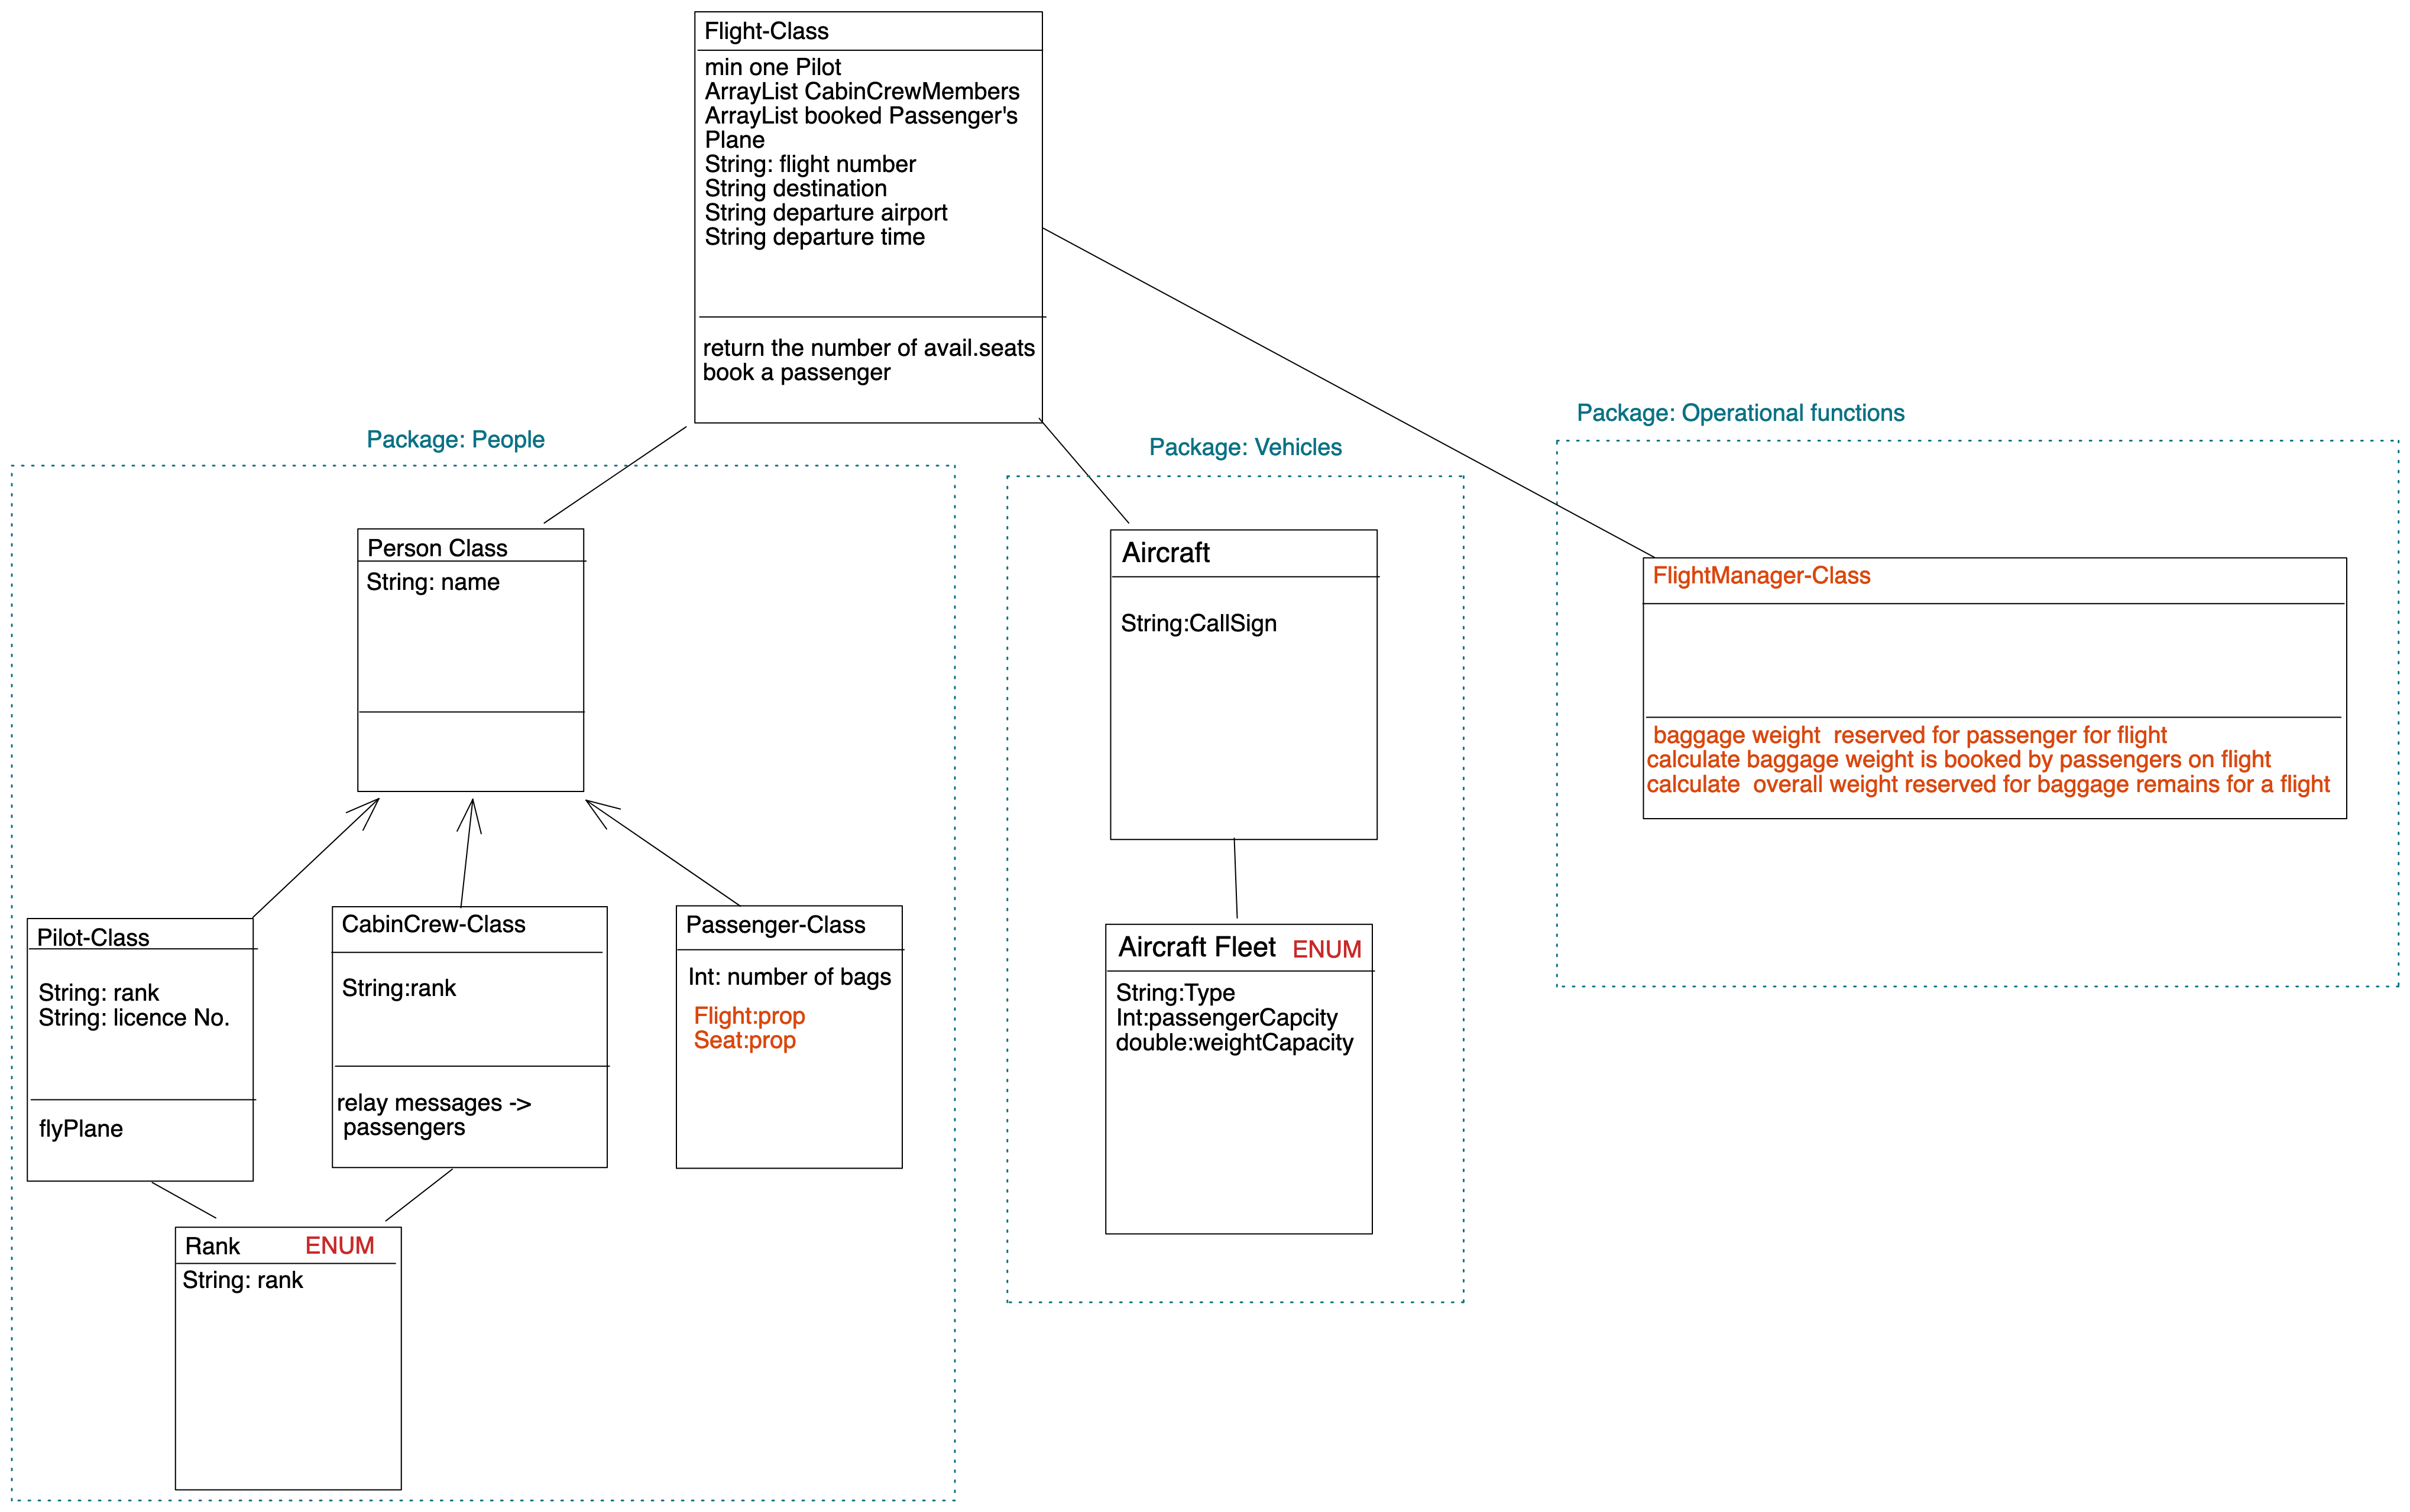 Flight-Class
min one Pilot
ArrayList CabinCrewMembers
ArrayList booked Passenger's
Plane
String: flight number
String destination
String departure airport
String departure time
return the number of avail.seats
book a passenger
Package: People
Person Class
String: name
Pilot-Class
String: rank
String: licence No.
flyPlane
CabinCrew-Class
String:rank
relay messages ->
passengers
Passenger-Class
Int: number of bags
Flight:prop
Seat:prop
Rank ENUM
String: rank
Package: Vehicles
Aircraft
String:CallSign
Aircraft Fleet ENUM
String:Type
Int:passengerCapcity
double:weightCapacity
Package: Operational functions
FlightManager-Class
baggage weight  reserved for passenger for flight
calculate baggage weight is booked by passengers on flight
calculate  overall weight reserved for baggage remains for a flight